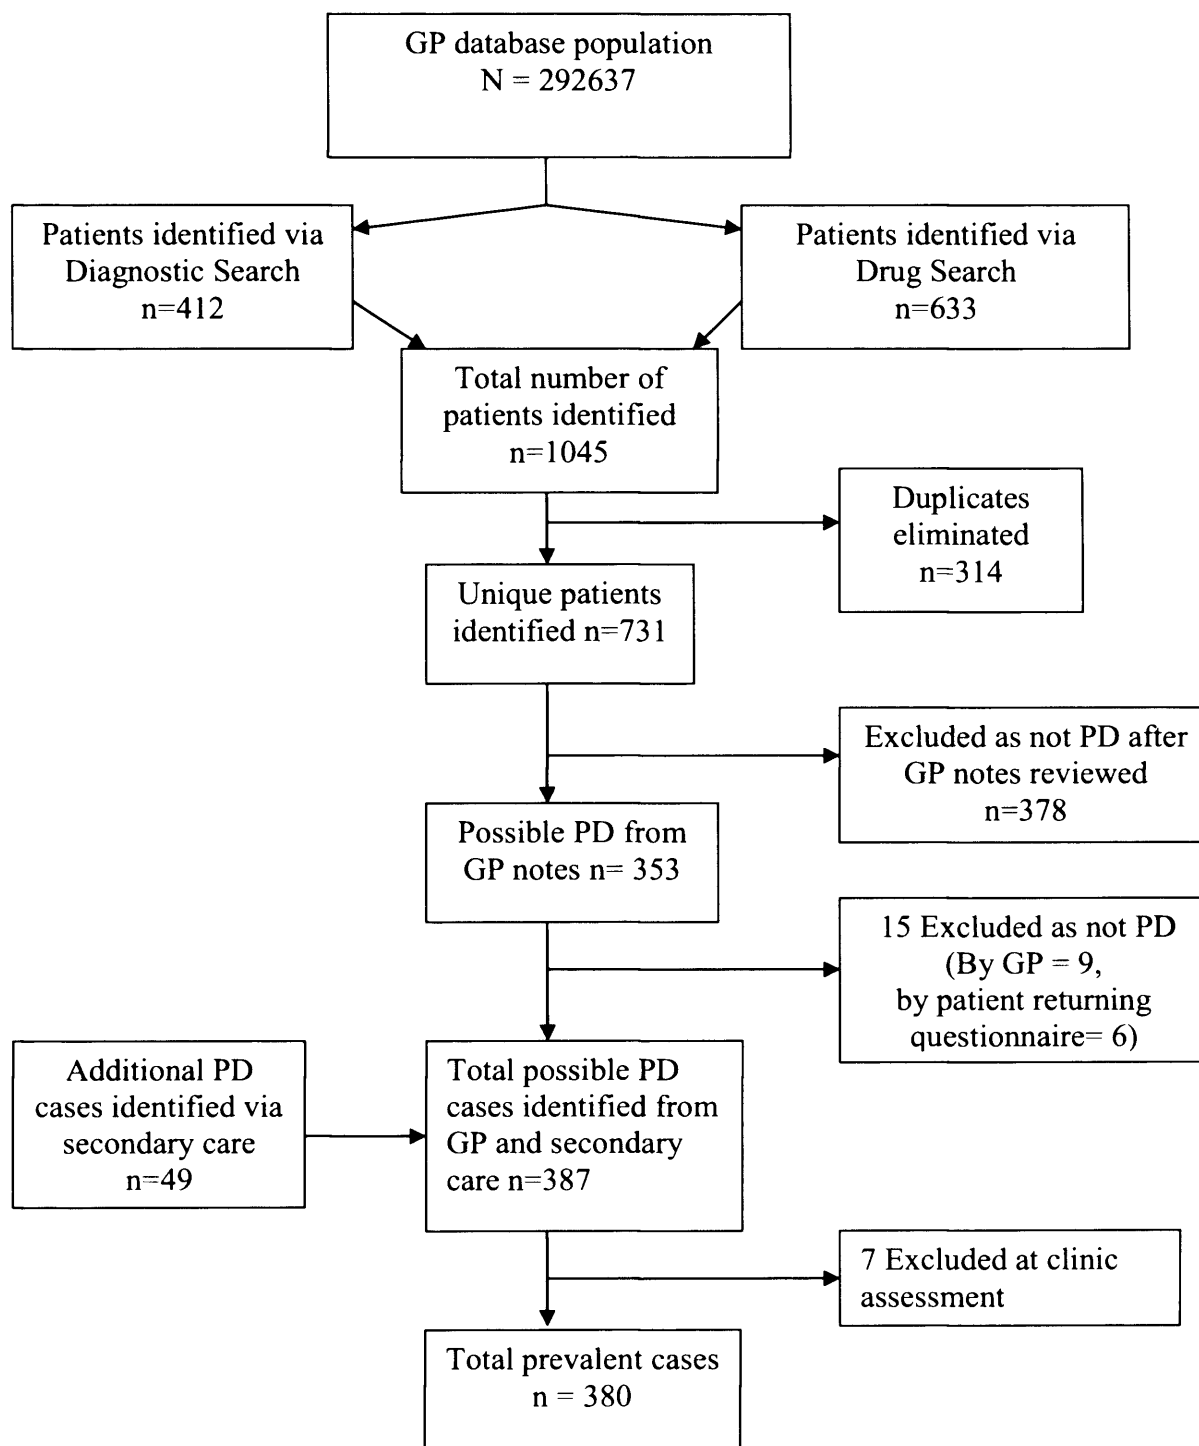 GP database population
N = 292637
Patients identified via
Diagnostic Search
n=412
Patients identified via
Drug Search
n=633
Total number of
patients identified
n=1045
Duplicates
eliminated
n=314
Unique patients
identified n=731
Excluded as not PD after
GP notes reviewed
n=378
Possible PD from
GP notes n= 353
15 Excluded as not PD
(By GP = 9,
by patient returning
questionnaire= 6)
Additional PD
cases identified via
secondary care
n=49
Total possible PD
cases identified from
GP and secondary
care n=387
7 Excluded at clinic
assessment
Total prevalent cases
n = 380